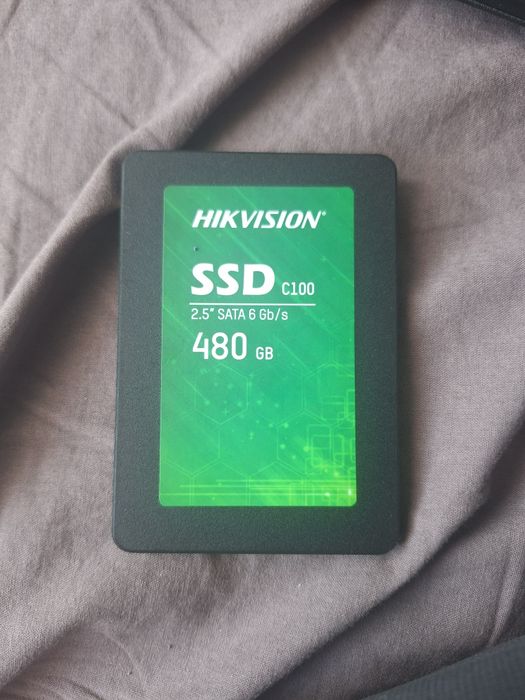 HIKVISION®
SSD C100
2.5" SATA 6 Gb/s
480 GB